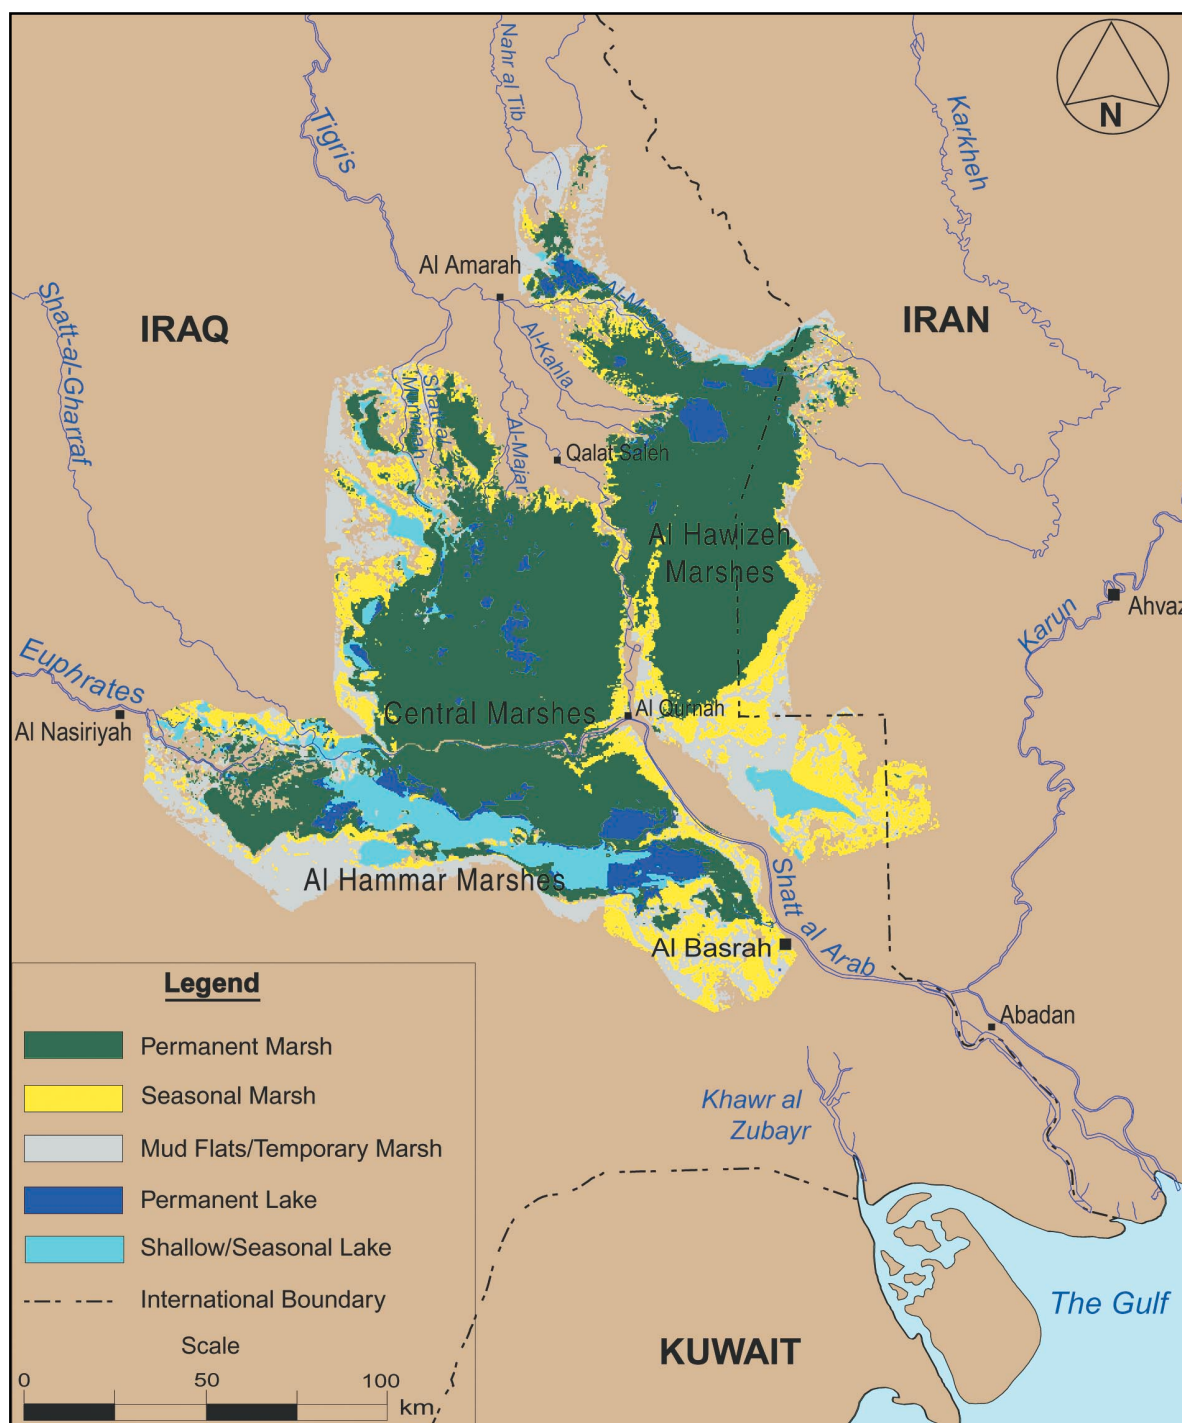 Nahr al Tib
Tigris
Karkheh
N
Al Amarah
Shatt-al-Gharraf
IRAQ
IRAN
Al-Kahla
Shatt al
Al-Majar
Qalat Saleh
Al Hawizeh
Marshes
Ahvaz
Karun
Euphrates
Al Nasiriyah
Central Marshes
Al Qurnah
Al Hammar Marshes
Shatt al Arab
Al Basrah
Abadan
Khawr al
Zubayr
The Gulf
KUWAIT
Legend
Permanent Marsh
Seasonal Marsh
Mud Flats/Temporary Marsh
Permanent Lake
Shallow/Seasonal Lake
International Boundary
Scale
0 50 100
km